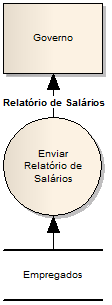 Governo
Relatório de Salários
Enviar
Relatório de
Salários
Empregados